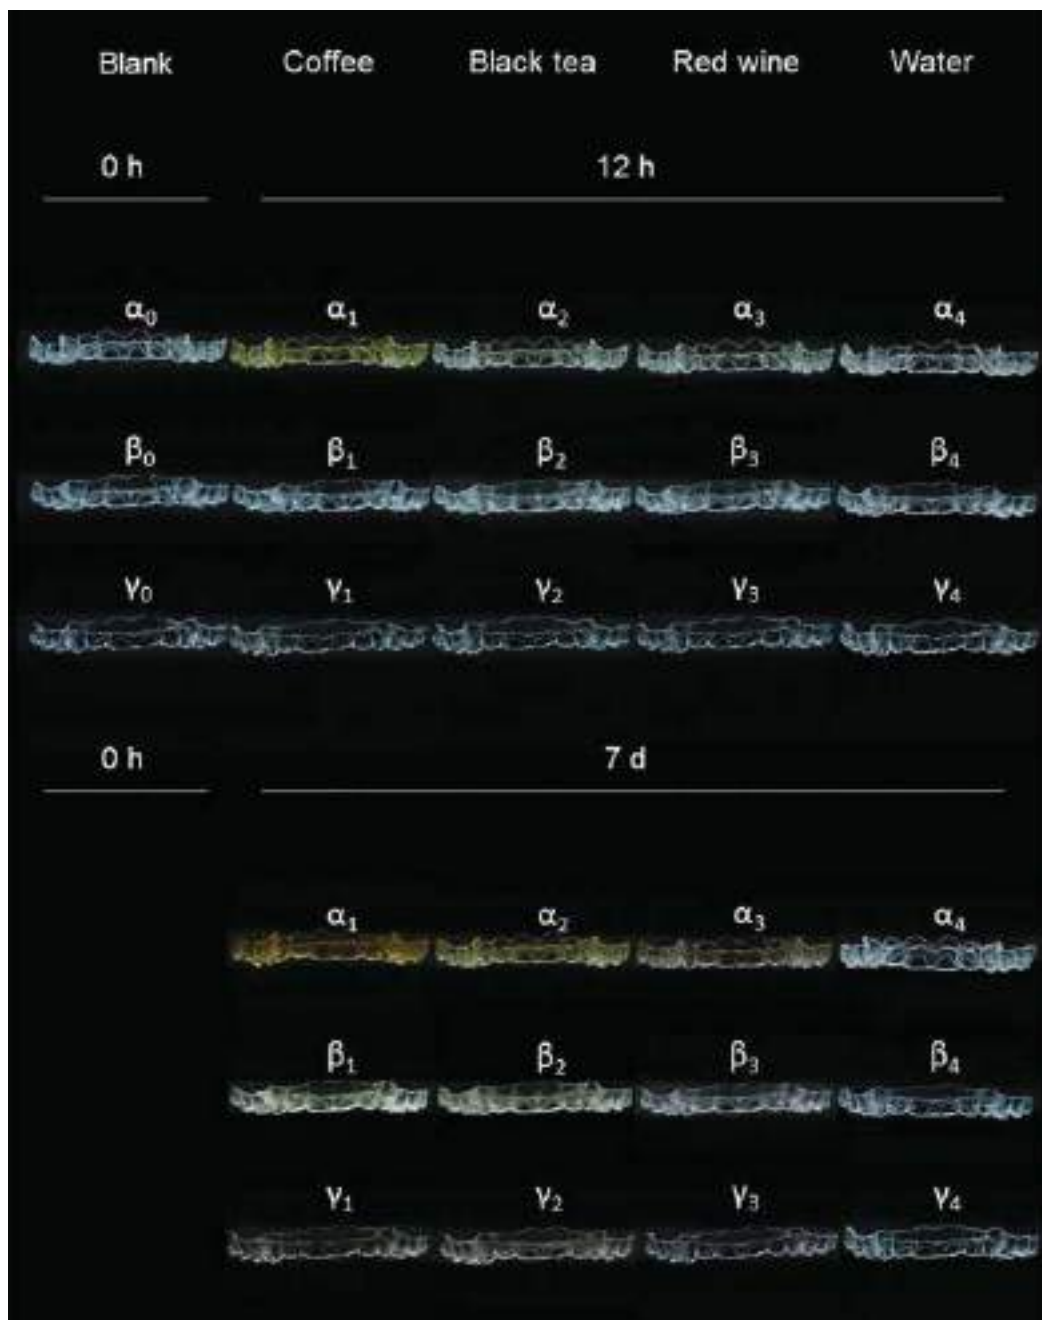 Blank Coffee Black tea Red wine Water
0 h 12 h
α₀ α₁ α₂ α₃ α₄
β₀ β₁ β₂ β₃ β₄
γ₀ γ₁ γ₂ γ₃ γ₄
0 h 7 d
α₁ α₂ α₃ α₄
β₁ β₂ β₃ β₄
γ₁ γ₂ γ₃ γ₄